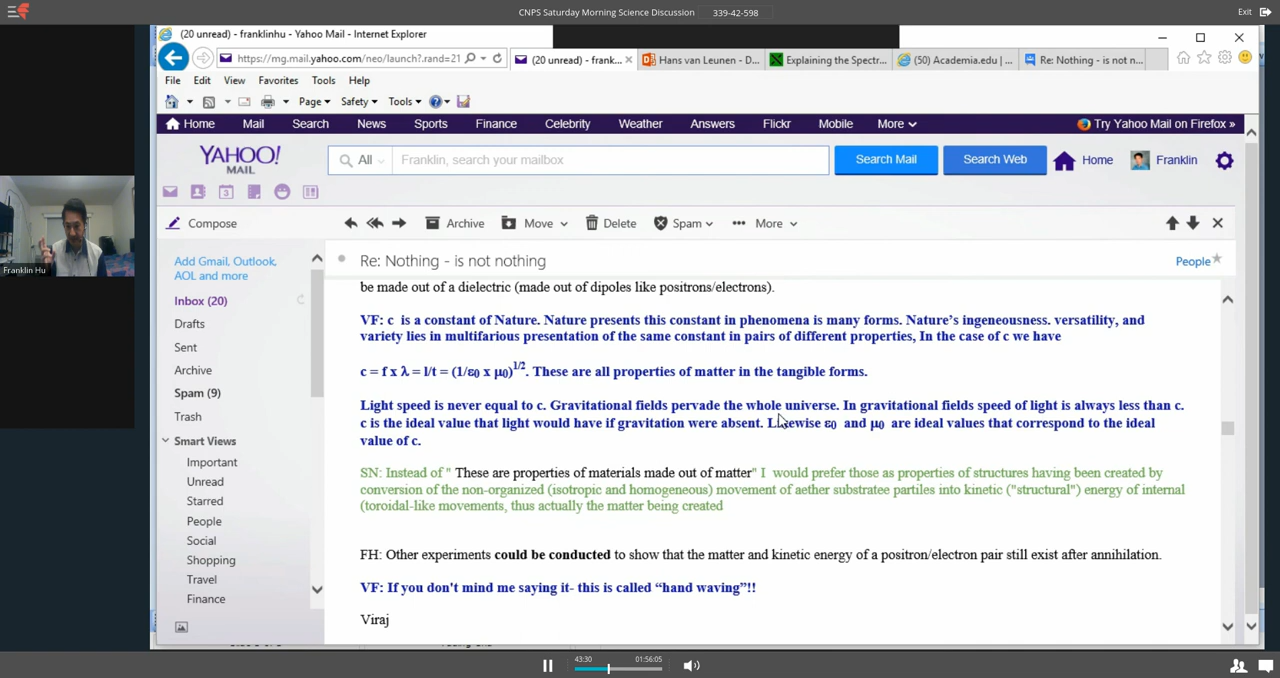 CNPS Saturday Morning Science Discussion 339-42-598 Exit
(20 unread) - franklinhu - Yahoo Mail - Internet Explorer
https://mg.mail.yahoo.com/neo/launch?.rand=21 (20 unread) - frank... Hans van Leunen - D... Explaining the Spectr... (50) Academia.edu | ... Re: Nothing - is not n...
File Edit View Favorites Tools Help
Page Safety Tools
Home Mail Search News Sports Finance Celebrity Weather Answers Flickr Mobile More Try Yahoo Mail on Firefox »
YAHOO!
MAIL
All Franklin, search your mailbox Search Mail Search Web Home Franklin
Compose Archive Move Delete Spam More
Add Gmail, Outlook,
AOL and more
Inbox (20)
Drafts
Sent
Archive
Spam (9)
Trash
Smart Views
Important
Unread
Starred
People
Social
Shopping
Travel
Finance
Re: Nothing - is not nothing People
be made out of a dielectric (made out of dipoles like positrons/electrons).
VF: c is a constant of Nature. Nature presents this constant in phenomena is many forms. Nature's ingeneousness. versatility, and
variety lies in multifarious presentation of the same constant in pairs of different properties, In the case of c we have
c = f x λ = l/t = (1/ε0 x μ0)1/2. These are all properties of matter in the tangible forms.
Light speed is never equal to c. Gravitational fields pervade the whole universe. In gravitational fields speed of light is always less than c.
c is the ideal value that light would have if gravitation were absent. Likewise ε0 and μ0 are ideal values that correspond to the ideal
value of c.
SN: Instead of " These are properties of materials made out of matter" I would prefer those as properties of structures having been created by
conversion of the non-organized (isotropic and homogeneous) movement of aether substratee partiles into kinetic ("structural") energy of internal
(toroidal-like movements, thus actually the matter being created
FH: Other experiments could be conducted to show that the matter and kinetic energy of a positron/electron pair still exist after annihilation.
VF: If you don't mind me saying it- this is called “hand waving”!!
Viraj
Franklin Hu
43:30 01:56:05